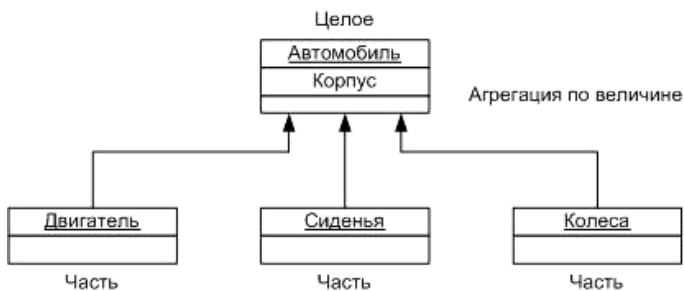 Целое
Автомобиль
Корпус
Агрегация по величине
Двигатель
Сиденья
Колеса
Часть
Часть
Часть